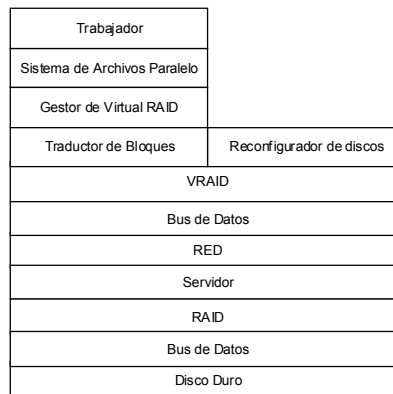 Trabajador
Sistema de Archivos Paralelo
Gestor de Virtual RAID
Traductor de Bloques
Reconfigurador de discos
VRAID
Bus de Datos
RED
Servidor
RAID
Bus de Datos
Disco Duro